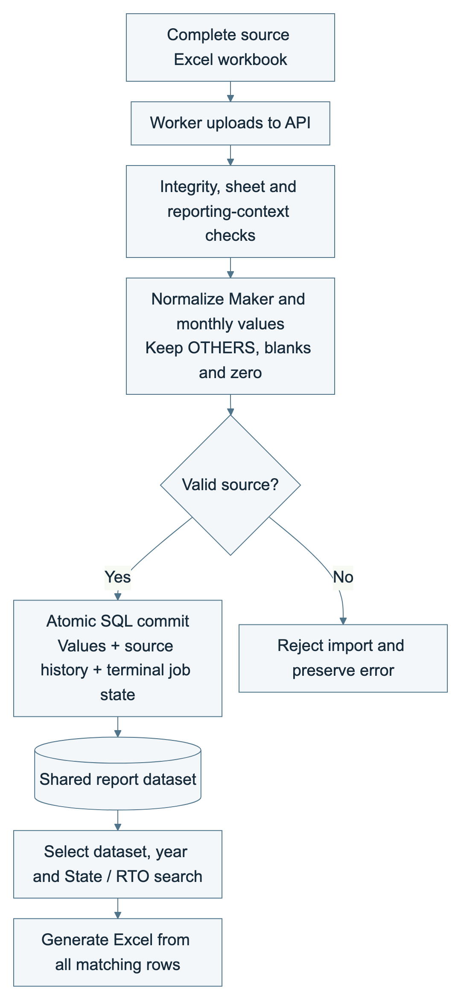 Complete source
Excel workbook
Worker uploads to API
Integrity, sheet and
reporting-context
checks
Normalize Maker and
monthly values
Keep OTHERS, blanks
and zero
Valid source?
Yes
No
Atomic SQL commit
Values + source
history + terminal job
state
Reject import and
preserve error
Shared report dataset
Select dataset, year
and State / RTO search
Generate Excel from
all matching rows